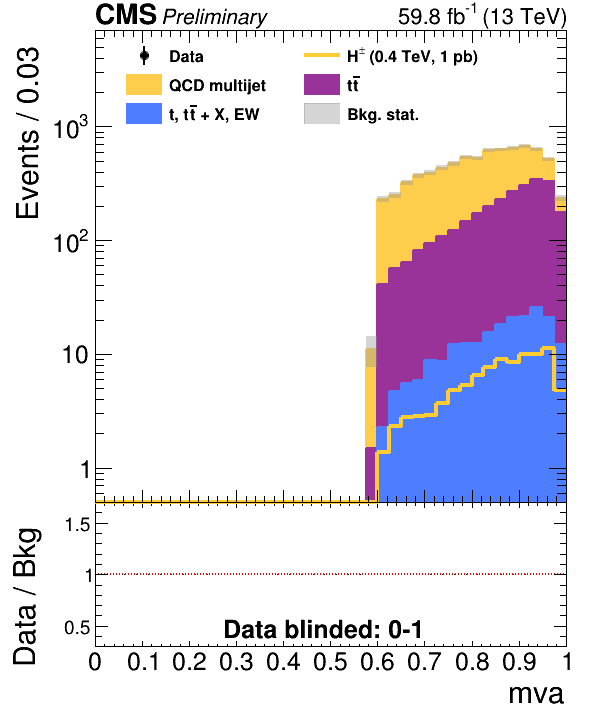 CMS Preliminary 59.8 fb⁻¹ (13 TeV)
Data
H± (0.4 TeV, 1 pb)
QCD multijet
tt̄
t, tt̄ + X, EW
Bkg. stat.
Events / 0.03
10³
10²
10
1
Data / Bkg
1.5
1
0.5
Data blinded: 0-1
0 0.1 0.2 0.3 0.4 0.5 0.6 0.7 0.8 0.9 1
mva